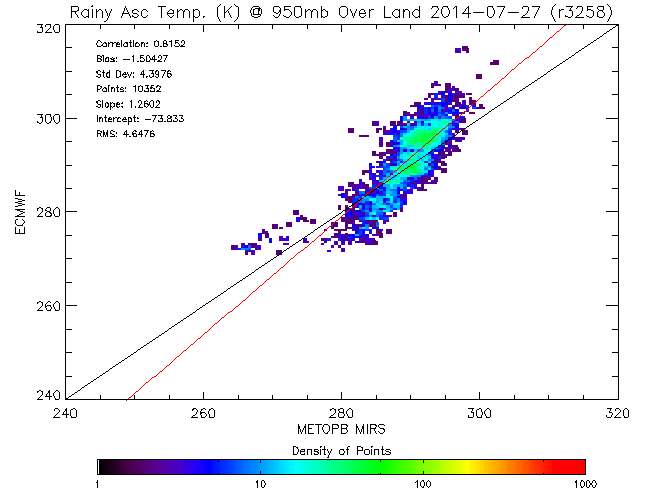 Rainy Asc Temp. (K) @ 950mb Over Land 2014-07-27 (r3258)
320
Correlation: 0.8152
Bias: -1.50427
Std Dev: 4.3976
Points: 10352
Slope: 1.2602
Intercept: -73.833
RMS: 4.6476
300
ECMWF
280
260
240
240 260 280 300 320
METOPB MIRS
Density of Points
1 10 100 1000